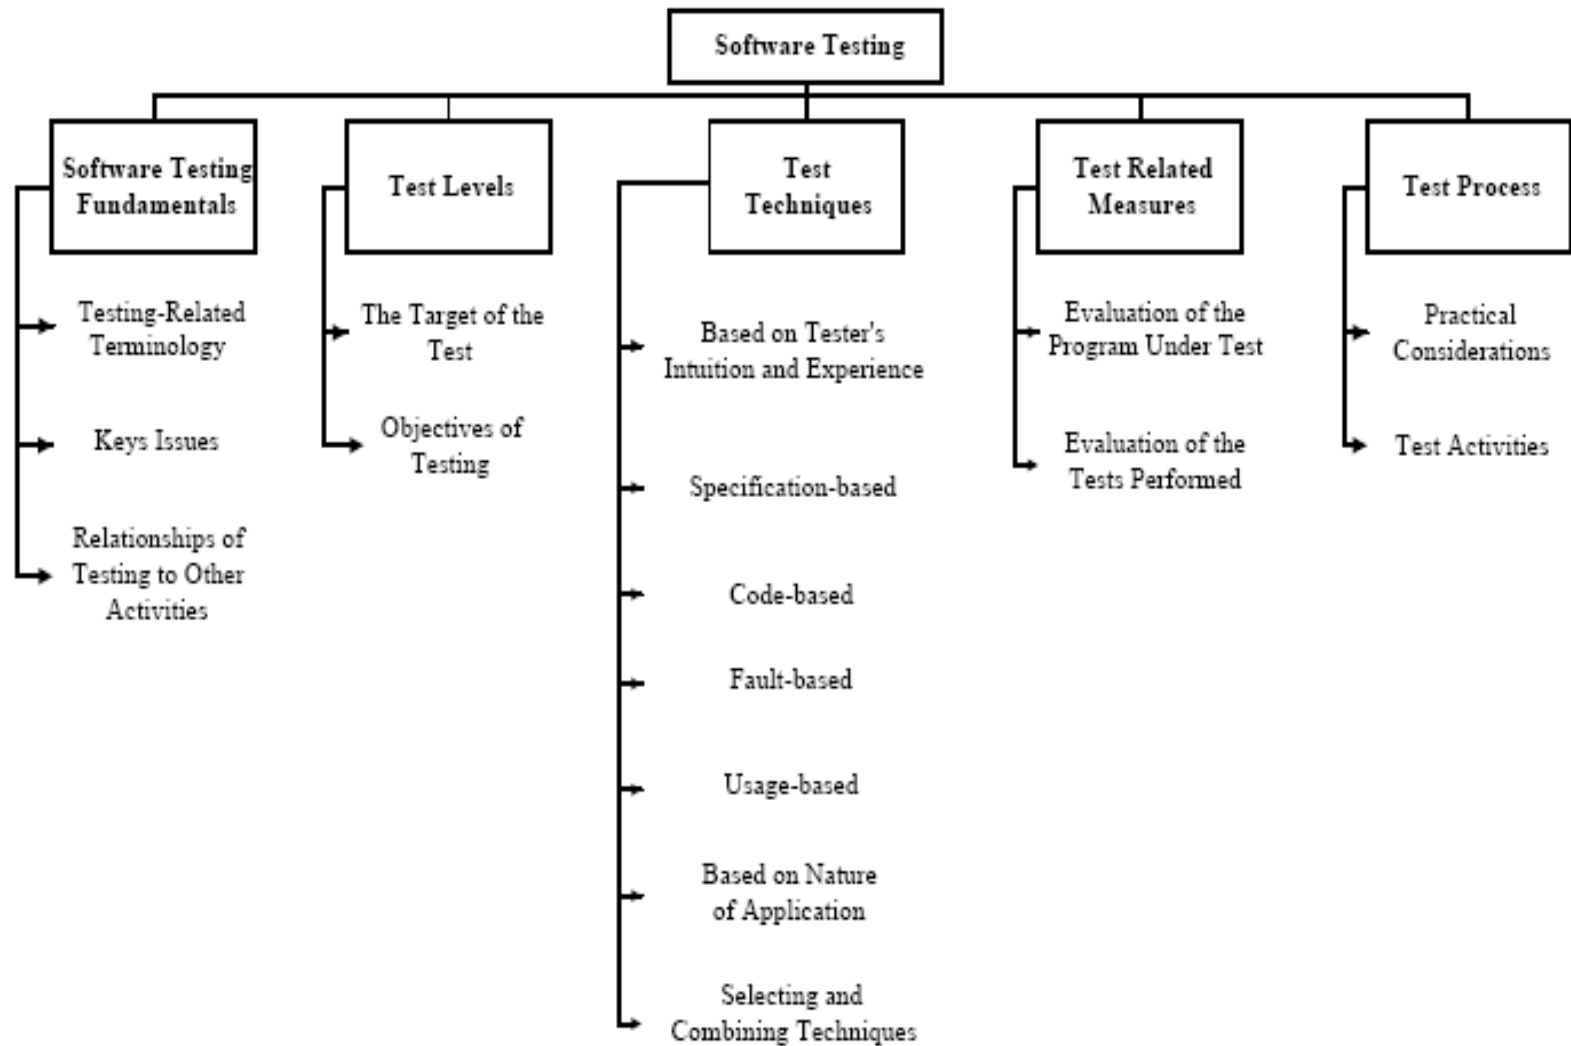 Software Testing
Software Testing
Fundamentals
Testing-Related
Terminology
Keys Issues
Relationships of
Testing to Other
Activities
Test Levels
The Target of the
Test
Objectives of
Testing
Test
Techniques
Based on Tester's
Intuition and Experience
Specification-based
Code-based
Fault-based
Usage-based
Based on Nature
of Application
Selecting and
Combining Techniques
Test Related
Measures
Evaluation of the
Program Under Test
Evaluation of the
Tests Performed
Test Process
Practical
Considerations
Test Activities